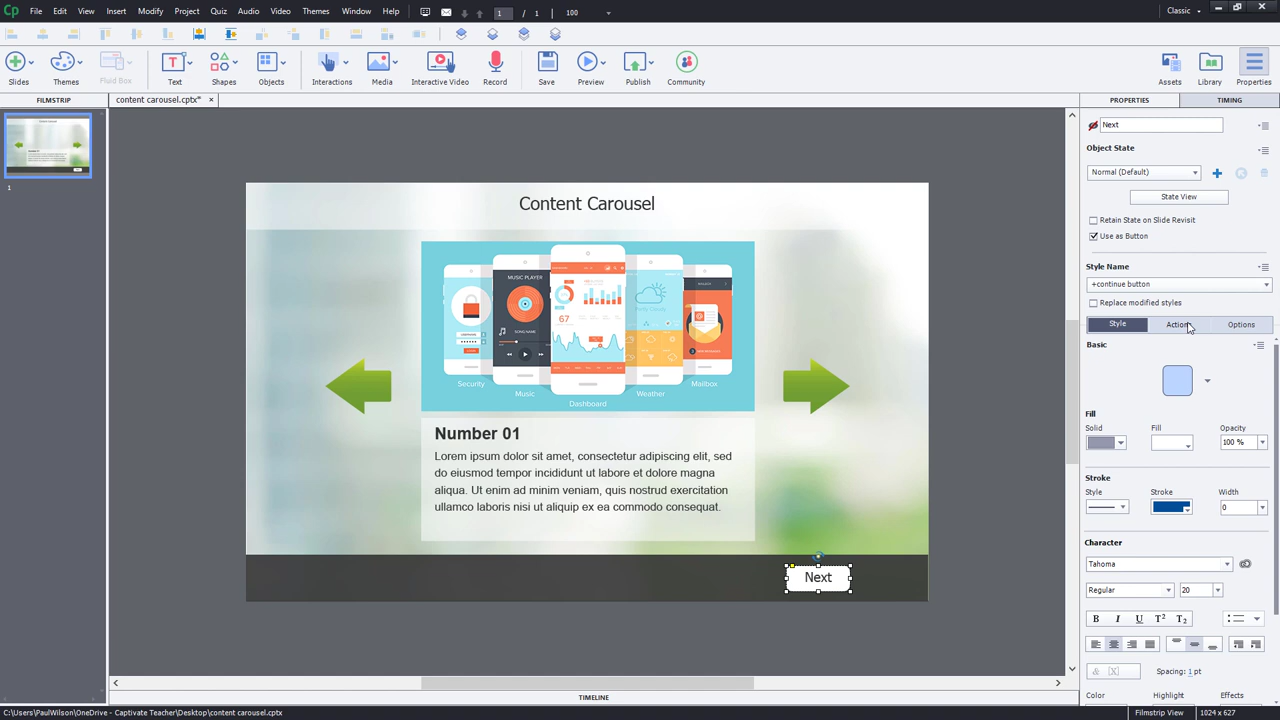 Cp File Edit View Insert Modify Project Quiz Audio Video Themes Window Help 1 / 1 100 Classic
Slides Themes Fluid Box Text Shapes Objects Interactions Media Interactive Video Record Save Preview Publish Community Assets Library Properties
FILMSTRIP content carousel.cptx* × PROPERTIES TIMING
Next
Object State
Normal (Default)
State View
Retain State on Slide Revisit
Use as Button
Style Name
+continue button
Replace modified styles
Style Actions Options
Basic
Fill
Solid Fill Opacity
100 %
Stroke
Style Stroke Width
0
Character
Tahoma
Regular 20
B I U T² T₂
& [X] Spacing: 1 pt
Color Highlight Effects
1
Content Carousel
MUSIC PLAYER
SONG NAME
67
Security
Music
Dashboard
Weather
Mailbox
Number 01
Lorem ipsum dolor sit amet, consectetur adipiscing elit, sed
do eiusmod tempor incididunt ut labore et dolore magna
aliqua. Ut enim ad minim veniam, quis nostrud exercitation
ullamco laboris nisi ut aliquip ex ea commodo consequat.
Next
TIMELINE
C:\Users\PaulWilson\OneDrive - Captivate Teacher\Desktop\content carousel.cptx Filmstrip View 1024 x 627